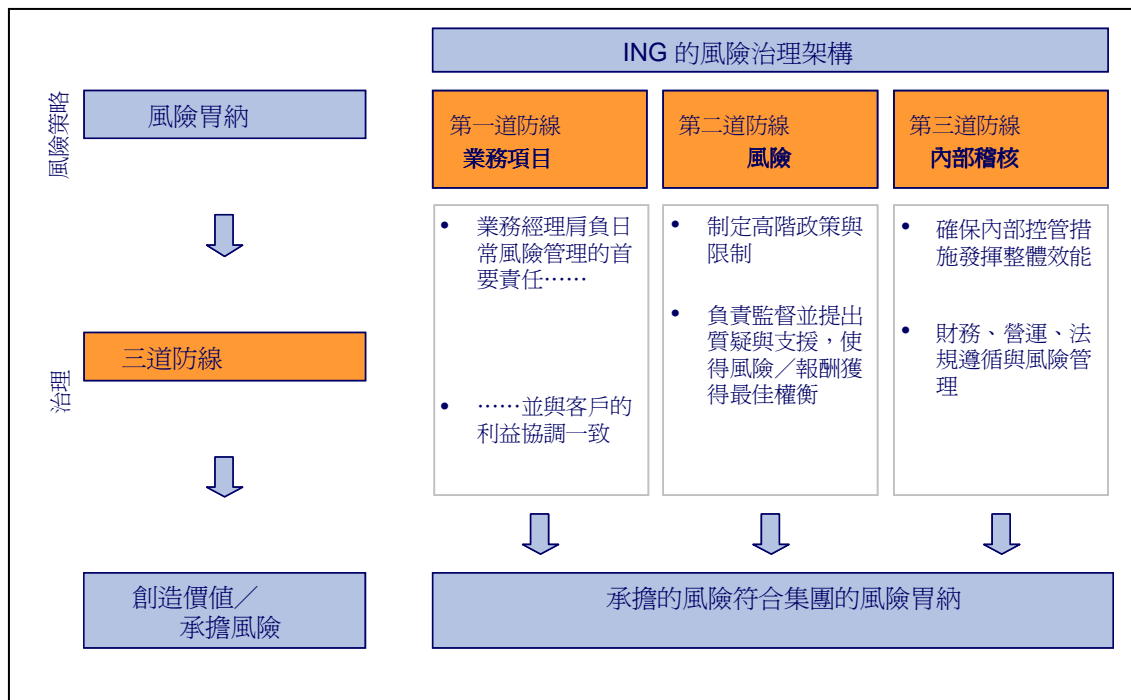 ING 的風險治理架構
風險策略
風險胃納
第一道防線
業務項目
第二道防線
風險
第三道防線
內部稽核
• 業務經理肩負日
常風險管理的首
要責任……
• ……並與客戶的
利益協調一致
• 制定高階政策與
限制
• 負責監督並提出
質疑與支援，使
得風險／報酬獲
得最佳權衡
• 確保內部控管措
施發揮整體效能
• 財務、營運、法
規遵循與風險管
理
治理
三道防線
創造價值／
承擔風險
承擔的風險符合集團的風險胃納